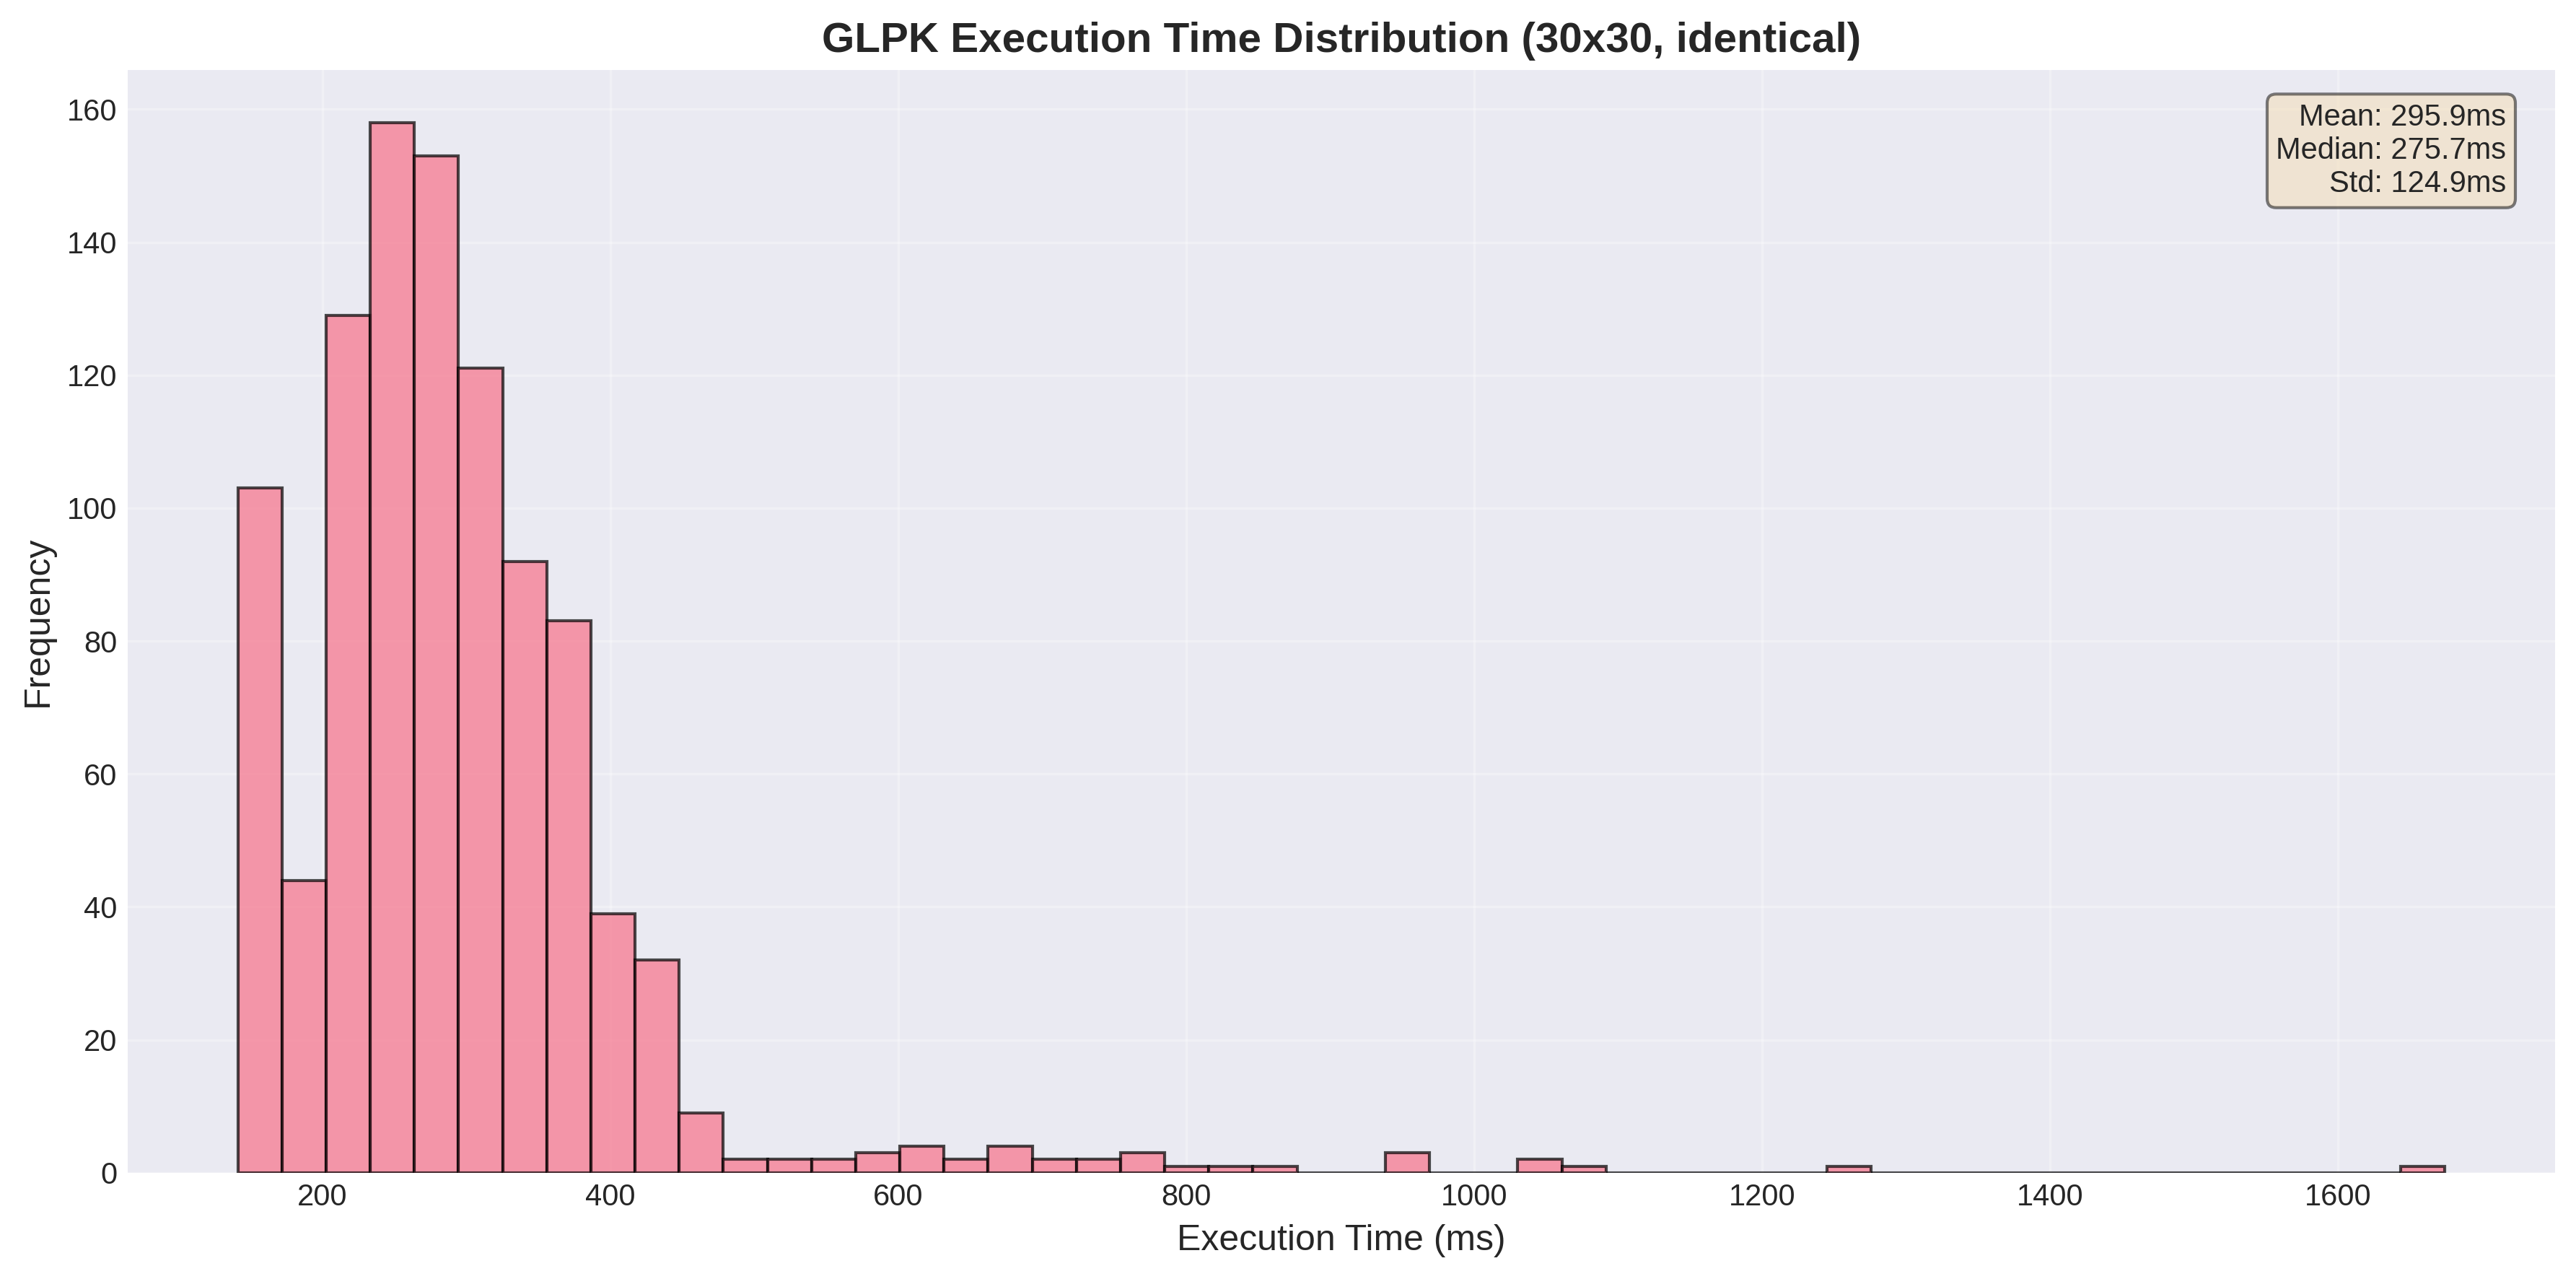 GLPK Execution Time Distribution (30x30, identical)
Mean: 295.9ms
Median: 275.7ms
Std: 124.9ms
Frequency
160
140
120
100
80
60
40
20
0
200 400 600 800 1000 1200 1400 1600
Execution Time (ms)